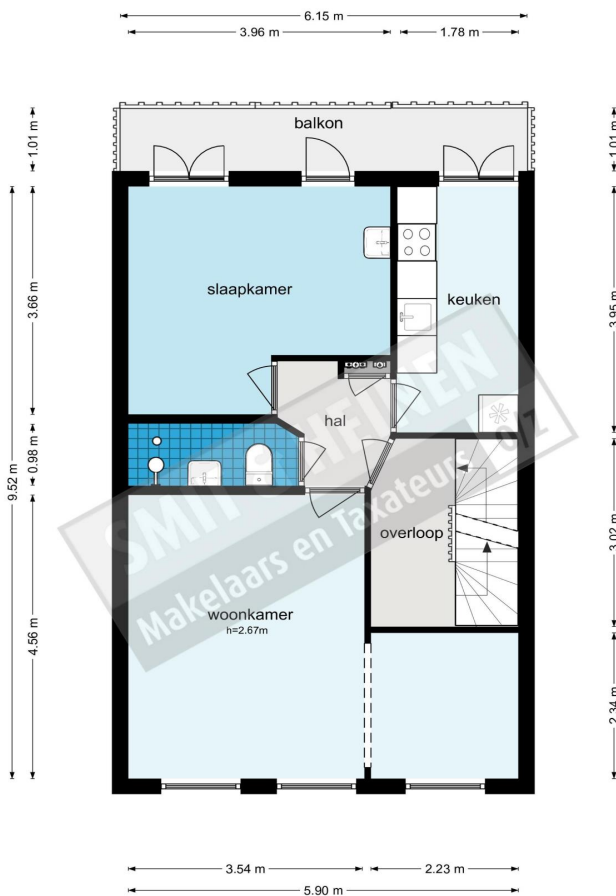 6.15 m
3.96 m
1.78 m
1.01 m
1.01 m
balkon
slaapkamer
keuken
3.66 m
3.95 m
hal
0.98 m
9.52 m
overloop
3.02 m
woonkamer
h=2.67m
4.56 m
2.34 m
3.54 m
2.23 m
5.90 m
Makelaars en Taxateurs o/z